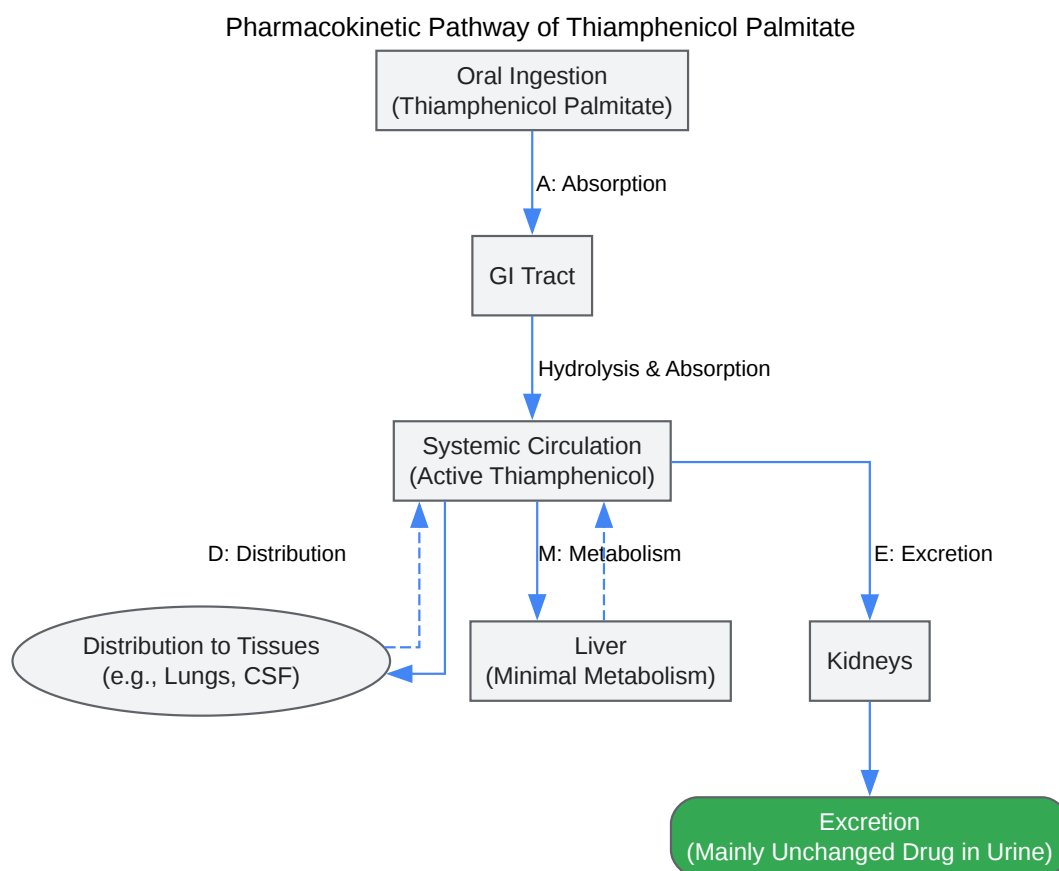 Pharmacokinetic Pathway of Thiamphenicol Palmitate
Oral Ingestion
(Thiamphenicol Palmitate)
A: Absorption
GI Tract
Hydrolysis & Absorption
Systemic Circulation
(Active Thiamphenicol)
D: Distribution
M: Metabolism
E: Excretion
Distribution to Tissues
(e.g., Lungs, CSF)
Liver
(Minimal Metabolism)
Kidneys
Excretion
(Mainly Unchanged Drug in Urine)